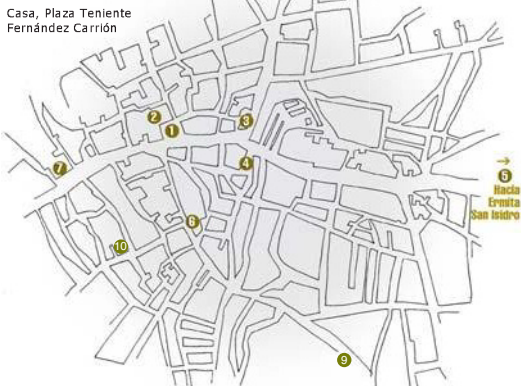 Casa, Plaza Teniente
Fernández Carrión
2
1
3
4
7
→
5
Hacia
Ermita
San Isidro
6
10
9